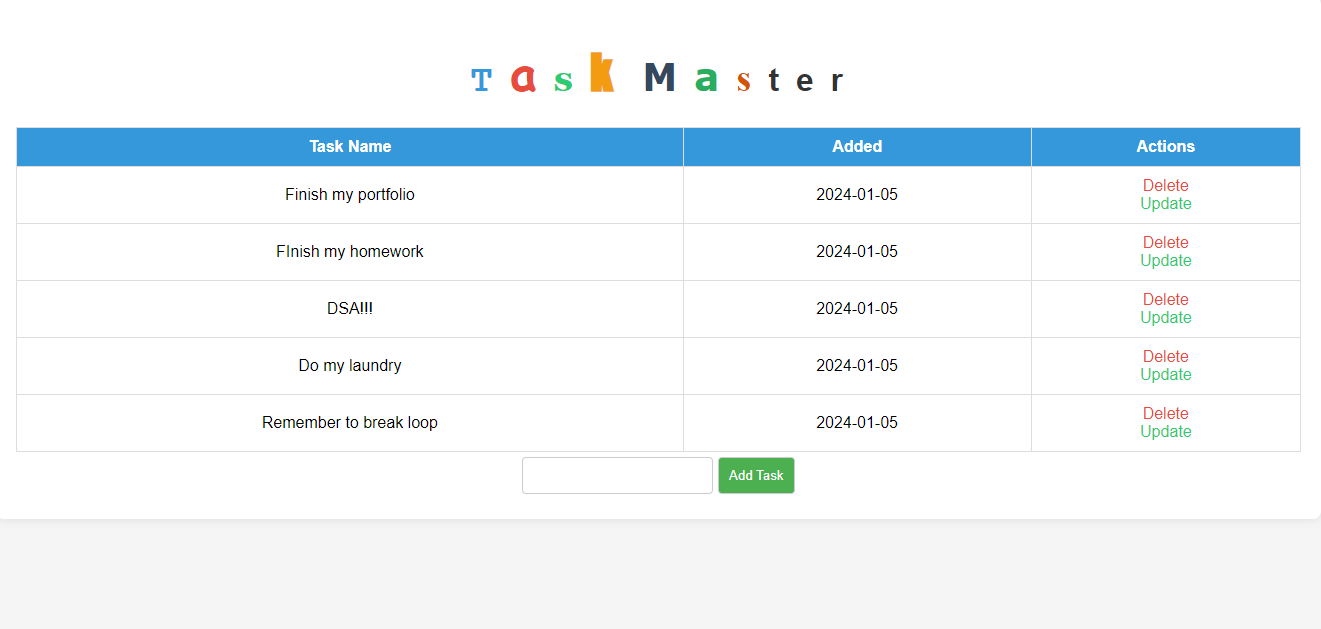 Task Master
Task Name Added Actions
Finish my portfolio 2024-01-05 Delete
Update
FInish my homework 2024-01-05 Delete
Update
DSA!!! 2024-01-05 Delete
Update
Do my laundry 2024-01-05 Delete
Update
Remember to break loop 2024-01-05 Delete
Update
Add Task